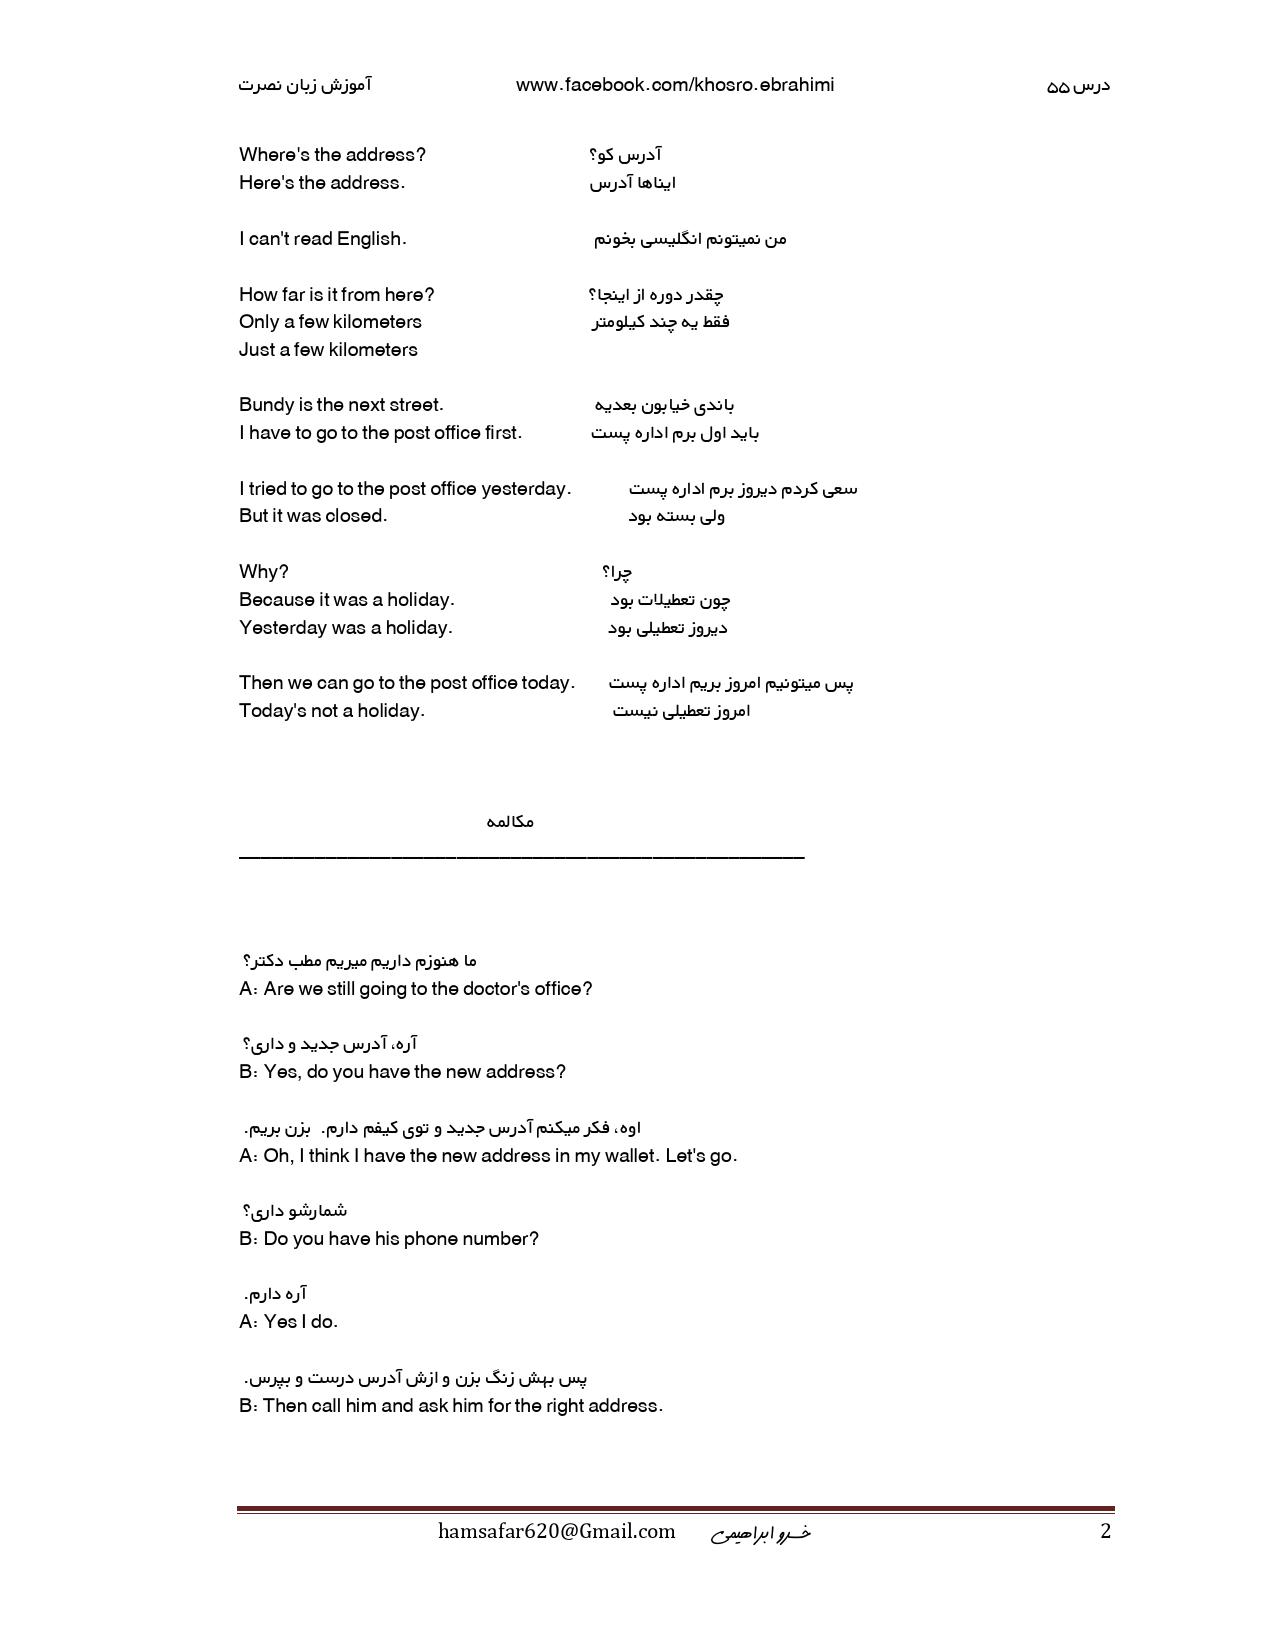 آموزش زبان نصرت www.facebook.com/khosro.ebrahimi درس ۵۵
Where's the address? آدرس کو؟
Here's the address. ایناها آدرس
I can't read English. من نمیتونم انگلیسی بخونم
How far is it from here? چقدر دوره از اینجا؟
Only a few kilometers فقط یه چند کیلومتر
Just a few kilometers
Bundy is the next street. باندی خیابون بعدیه
I have to go to the post office first. باید اول برم اداره پست
I tried to go to the post office yesterday. سعی کردم دیروز برم اداره پست
But it was closed. ولی بسته بود
Why? چرا؟
Because it was a holiday. چون تعطیلات بود
Yesterday was a holiday. دیروز تعطیلی بود
Then we can go to the post office today. پس میتونیم امروز بریم اداره پست
Today's not a holiday. امروز تعطیلی نیست
مکالمه
ما هنوزم داریم میریم مطب دکتر؟
A: Are we still going to the doctor's office?
آره، آدرس جدید و داری؟
B: Yes, do you have the new address?
اوه، فکر میکنم آدرس جدید و توی کیفم دارم. بزن بریم.
A: Oh, I think I have the new address in my wallet. Let's go.
شمارشو داری؟
B: Do you have his phone number?
آره دارم.
A: Yes I do.
پس بهش زنگ بزن و ازش آدرس درست و بپرس.
B: Then call him and ask him for the right address.
hamsafar620@Gmail.com خسرو ابراهیمی 2